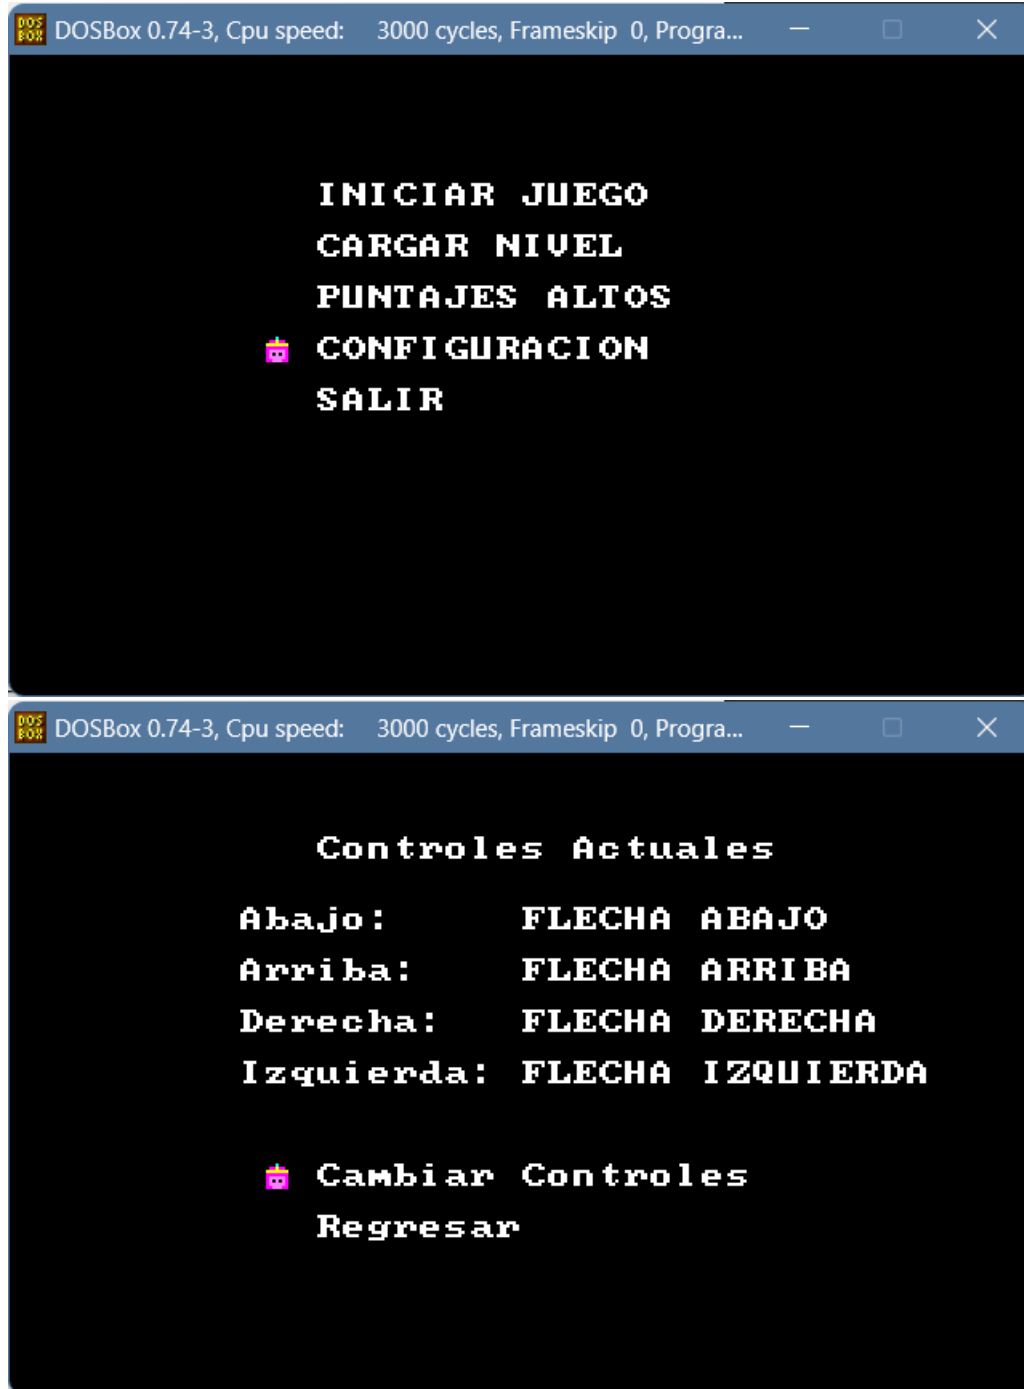 DOSBox 0.74-3, Cpu speed: 3000 cycles, Frameskip 0, Progra...
INICIAR JUEGO
CARGAR NIVEL
PUNTAJES ALTOS
CONFIGURACION
SALIR
DOSBox 0.74-3, Cpu speed: 3000 cycles, Frameskip 0, Progra...
Controles Actuales
Abajo: FLECHA ABAJO
Arriba: FLECHA ARRIBA
Derecha: FLECHA DERECHA
Izquierda: FLECHA IZQUIERDA
Cambiar Controles
Regresar